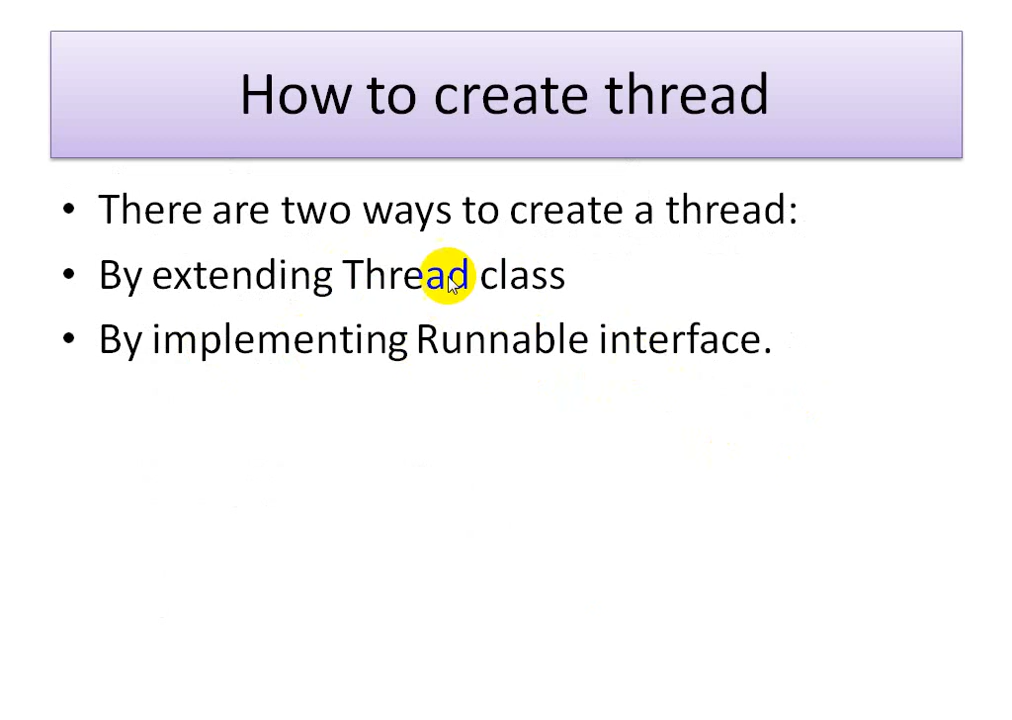 How to create thread
• There are two ways to create a thread:
• By extending Thread class
• By implementing Runnable interface.